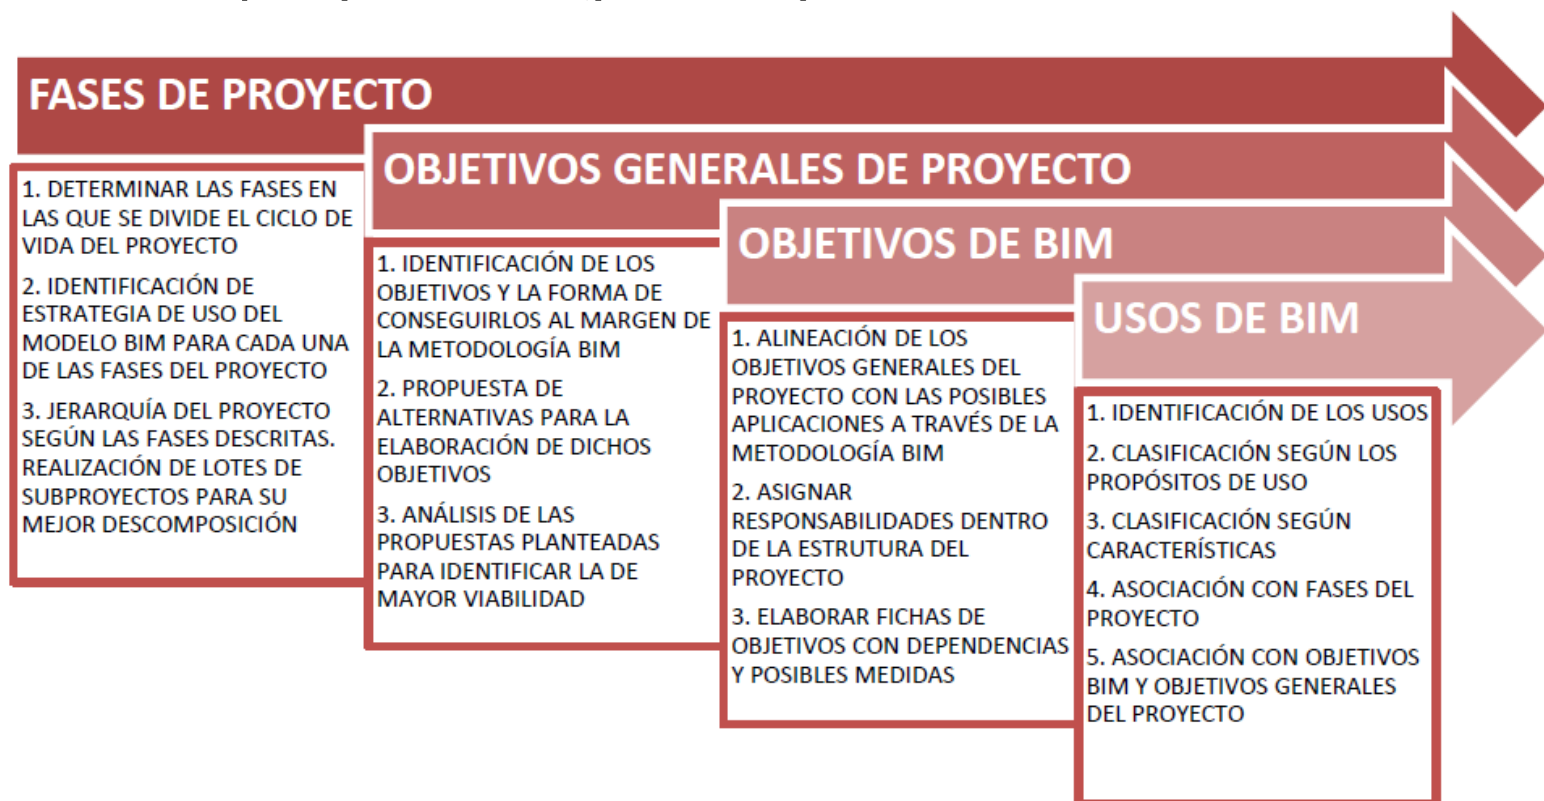 FASES DE PROYECTO
1. DETERMINAR LAS FASES EN
LAS QUE SE DIVIDE EL CICLO DE
VIDA DEL PROYECTO
2. IDENTIFICACIÓN DE
ESTRATEGIA DE USO DEL
MODELO BIM PARA CADA UNA
DE LAS FASES DEL PROYECTO
3. JERARQUÍA DEL PROYECTO
SEGÚN LAS FASES DESCRITAS.
REALIZACIÓN DE LOTES DE
SUBPROYECTOS PARA SU
MEJOR DESCOMPOSICIÓN
OBJETIVOS GENERALES DE PROYECTO
1. IDENTIFICACIÓN DE LOS
OBJETIVOS Y LA FORMA DE
CONSEGUIRLOS AL MARGEN DE
LA METODOLOGÍA BIM
2. PROPUESTA DE
ALTERNATIVAS PARA LA
ELABORACIÓN DE DICHOS
OBJETIVOS
3. ANÁLISIS DE LAS
PROPUESTAS PLANTEADAS
PARA IDENTIFICAR LA DE
MAYOR VIABILIDAD
OBJETIVOS DE BIM
1. ALINEACIÓN DE LOS
OBJETIVOS GENERALES DEL
PROYECTO CON LAS POSIBLES
APLICACIONES A TRAVÉS DE LA
METODOLOGÍA BIM
2. ASIGNAR
RESPONSABILIDADES DENTRO
DE LA ESTRUTURA DEL
PROYECTO
3. ELABORAR FICHAS DE
OBJETIVOS CON DEPENDENCIAS
Y POSIBLES MEDIDAS
USOS DE BIM
1. IDENTIFICACIÓN DE LOS USOS
2. CLASIFICACIÓN SEGÚN LOS
PROPÓSITOS DE USO
3. CLASIFICACIÓN SEGÚN
CARACTERÍSTICAS
4. ASOCIACIÓN CON FASES DEL
PROYECTO
5. ASOCIACIÓN CON OBJETIVOS
BIM Y OBJETIVOS GENERALES
DEL PROYECTO